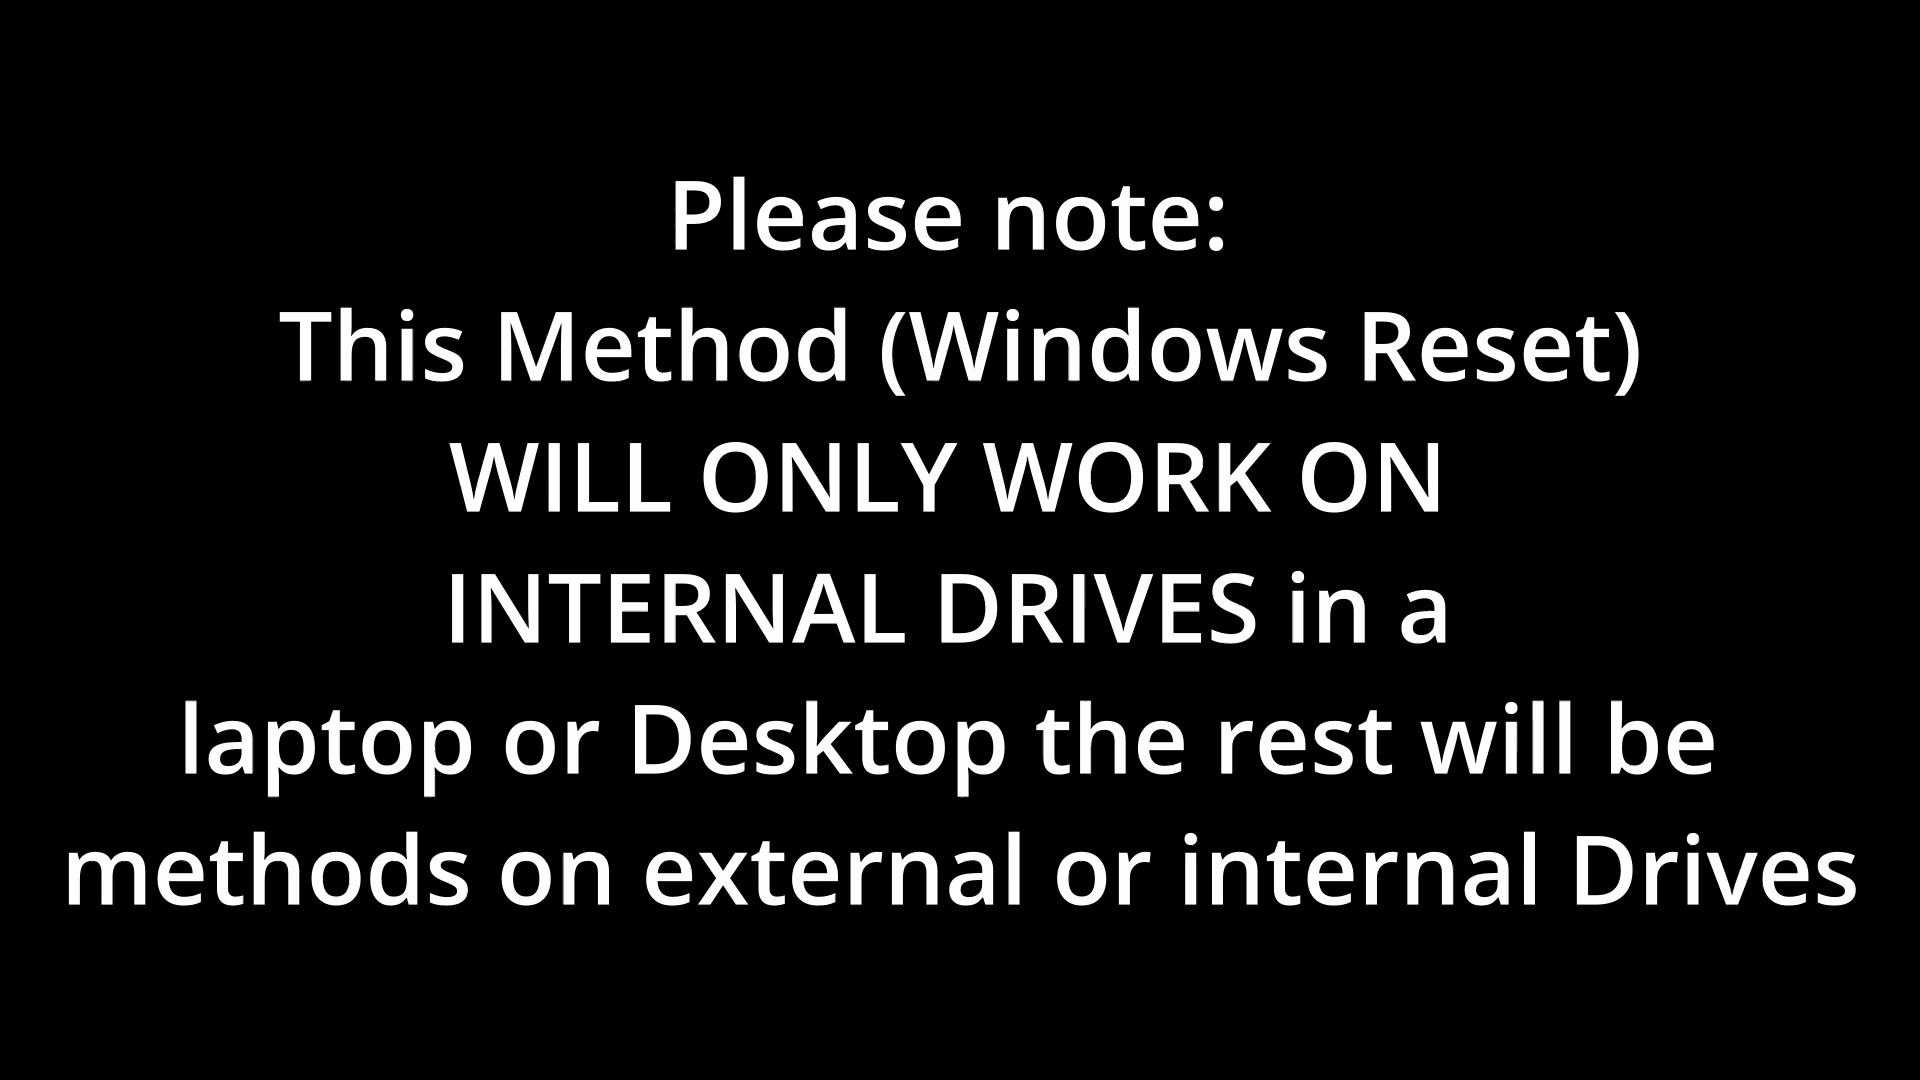 Please note:
This Method (Windows Reset)
WILL ONLY WORK ON
INTERNAL DRIVES in a
laptop or Desktop the rest will be
methods on external or internal Drives